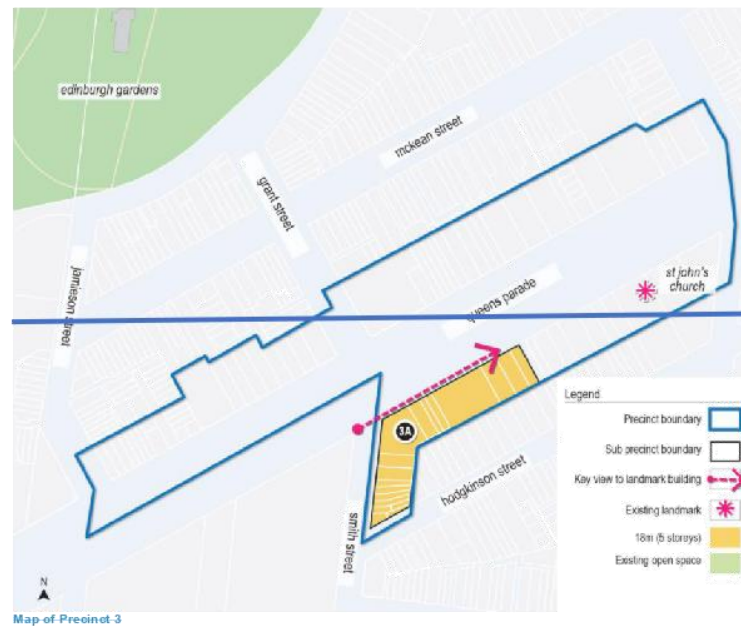 edinburgh gardens
mckean street
grant street
jamieson street
queens parade
st john's
church
3A
hodgkinson street
smith street
N
Legend
Precinct boundary
Sub precinct boundary
Key view to landmark building
Existing landmark
18m (5 storeys)
Existing open space
Map of Precinct 3